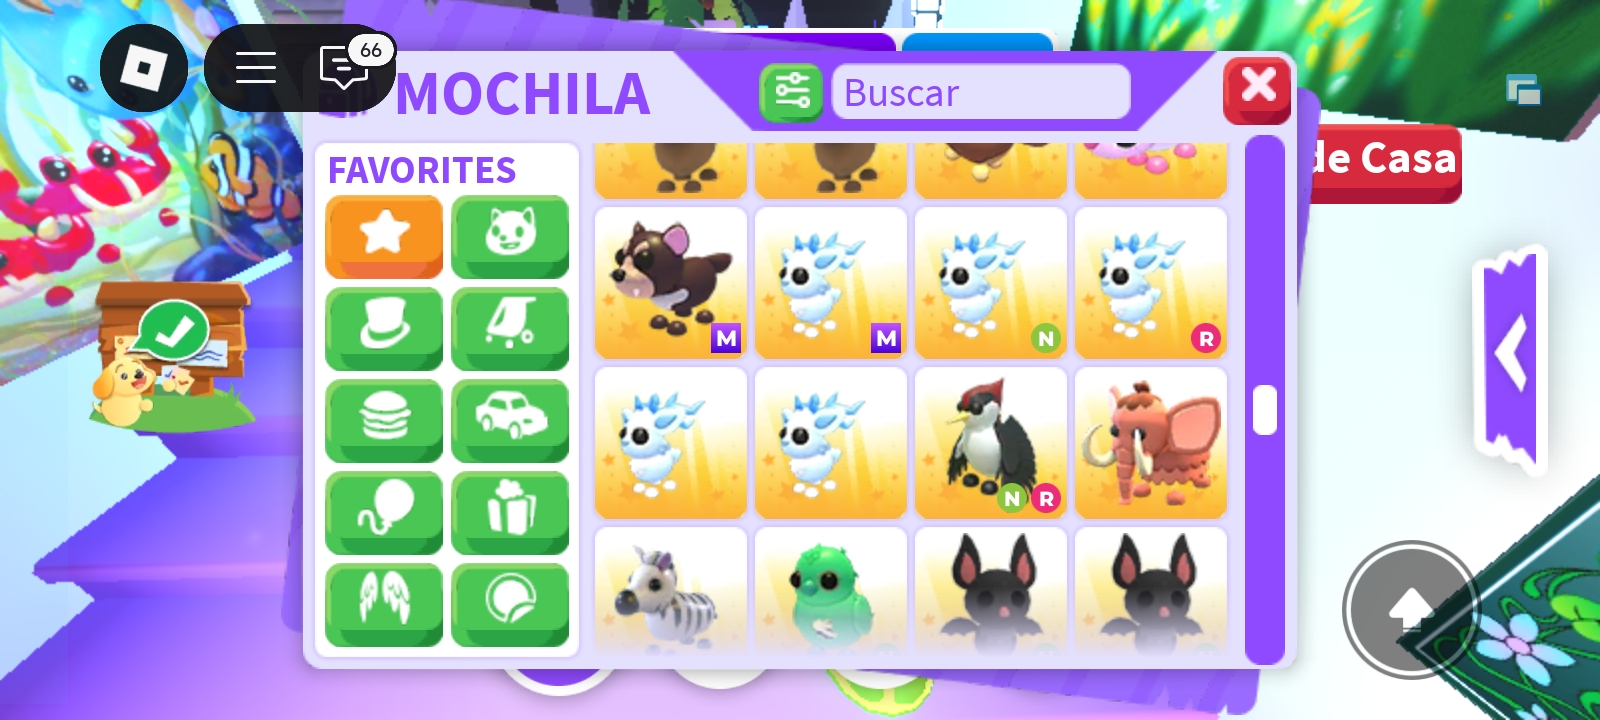 66
MOCHILA
Buscar
de Casa
FAVORITES
M
M
N
R
N R